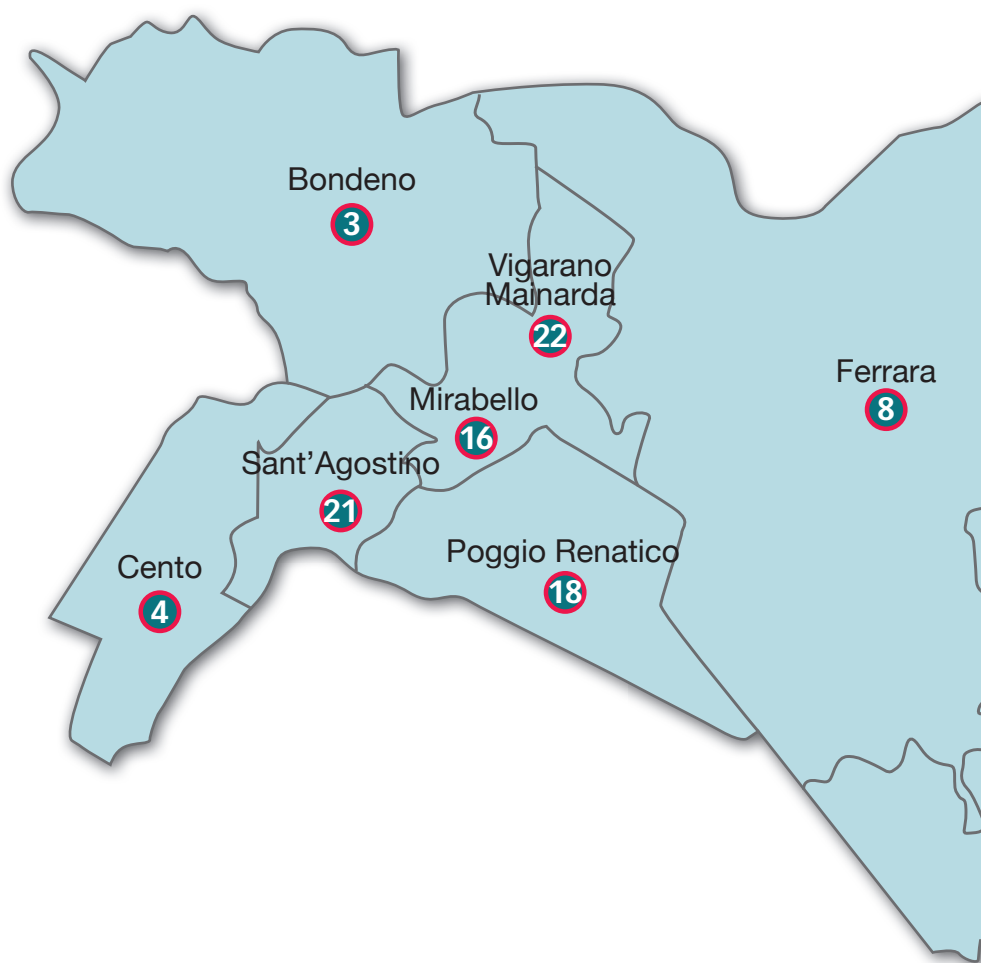 Bondeno
3
Vigarano
Mainarda
22
Ferrara
8
Mirabello
16
Sant'Agostino
21
Poggio Renatico
18
Cento
4